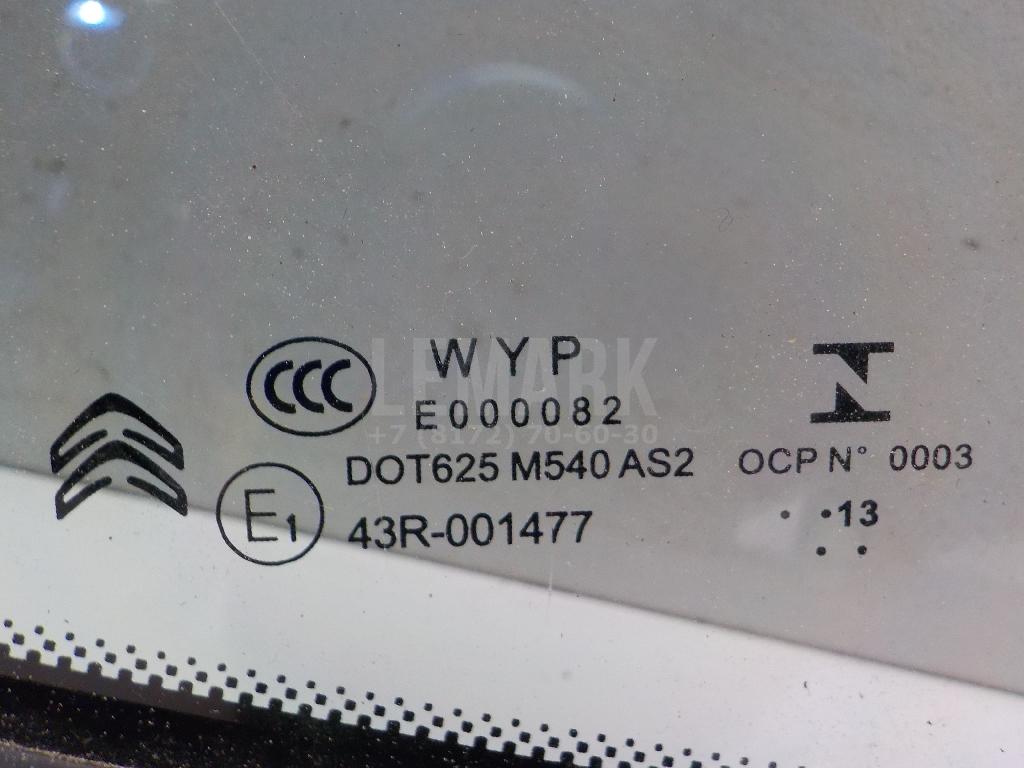 WYP
CCC
E000082
LEMARK
+7 (8172) 70-60-30
DOT625 M540 AS2
OCP N° 0003
E1
43R-001477
13